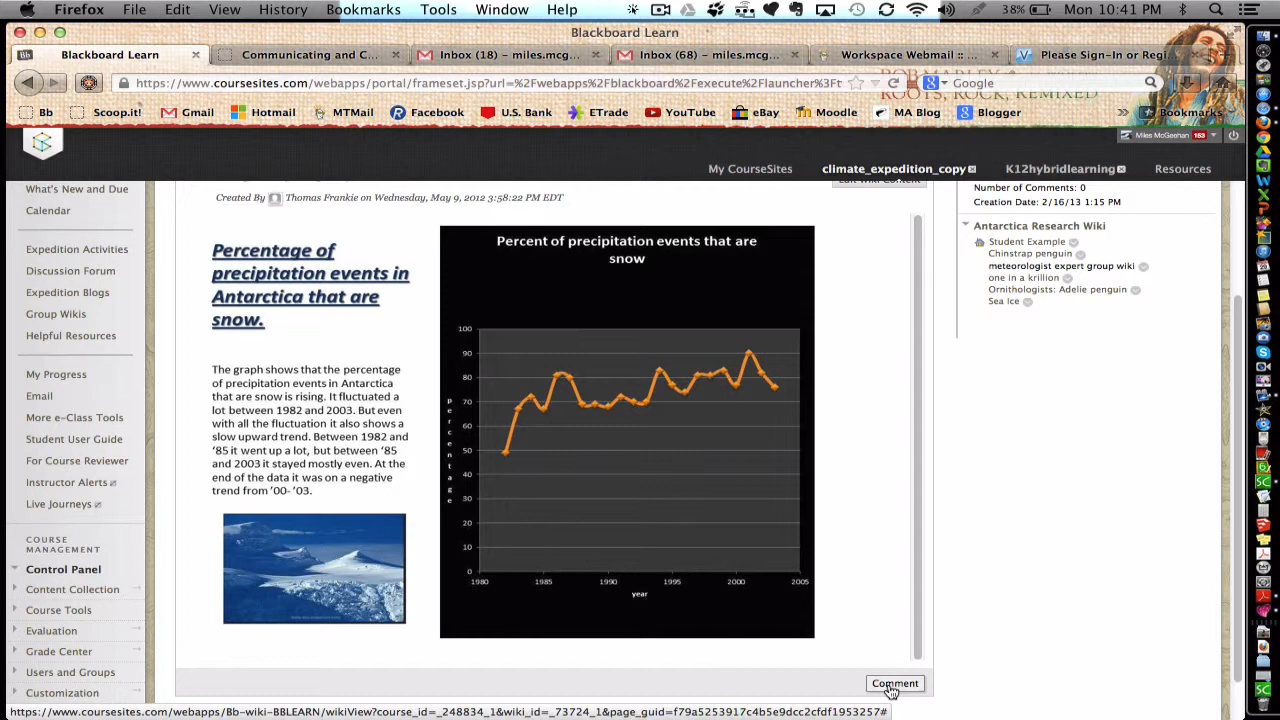 Firefox File Edit View History Bookmarks Tools Window Help 38% Mon 10:41 PM
Blackboard Learn
Bb Blackboard Learn × Communicating and C... × Inbox (18) – miles.mcg... × Inbox (68) – miles.mcg... × Workspace Webmail :: × Please Sign-In or Regi...
https://www.coursesites.com/webapps/portal/frameset.jsp?url=%2Fwebapps%2Fblackboard%2Fexecute%2Flauncher%3Ft Google
BOB MARLEY
ROOTS, ROCK, REMIXED
Bb Scoop.it! Gmail Hotmail MTMail Facebook U.S. Bank ETrade YouTube eBay Moodle MA Blog Blogger » Bookmarks
Miles McGeehan 153
My CourseSites climate_expedition_copy K12hybridlearning Resources
What's New and Due
Calendar
Expedition Activities
Discussion Forum
Expedition Blogs
Group Wikis
Helpful Resources
My Progress
Email
More e-Class Tools
Student User Guide
For Course Reviewer
Instructor Alerts
Live Journeys
COURSE
MANAGEMENT
Control Panel
Content Collection
Course Tools
Evaluation
Grade Center
Users and Groups
Customization
Edit Wiki Content
Created By Thomas Frankie on Wednesday, May 9, 2012 3:58:22 PM EDT
Percentage of
precipitation events in
Antarctica that are
snow.
The graph shows that the percentage
of precipitation events in Antarctica
that are snow is rising. It fluctuated a
lot between 1982 and 2003. But even
with all the fluctuation it also shows a
slow upward trend. Between 1982 and
'85 it went up a lot, but between '85
and 2003 it stayed mostly even. At the
end of the data it was on a negative
trend from '00- '03.
Percent of precipitation events that are
snow
100
90
80
70
60
50
40
30
20
10
0
percentage
1980 1985 1990 1995 2000 2005
year
Comment
Number of Comments: 0
Creation Date: 2/16/13 1:15 PM
Antarctica Research Wiki
Student Example
Chinstrap penguin
meteorologist expert group wiki
one in a krillion
Ornithologists: Adelie penguin
Sea Ice
https://www.coursesites.com/webapps/Bb-wiki-BBLEARN/wikiView?course_id=_248834_1&wiki_id=